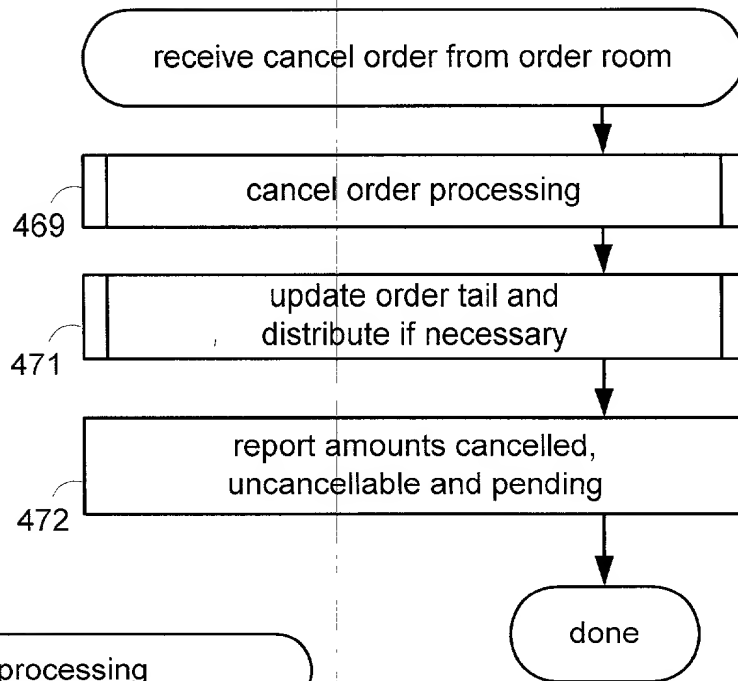 receive cancel order from order room
cancel order processing
469
update order tail and
distribute if necessary
471
report amounts cancelled,
uncancellable and pending
472
done
processing